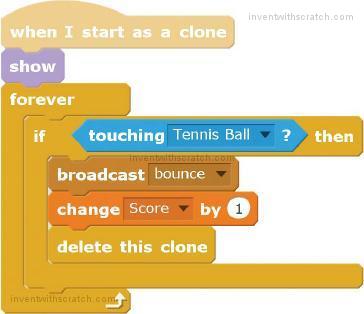 inventwithscratch.com
when I start as a clone
show
forever
if touching Tennis Ball ? then
inventwithscratch.com
broadcast bounce
change Score by 1
delete this clone
inventwithscratch.com